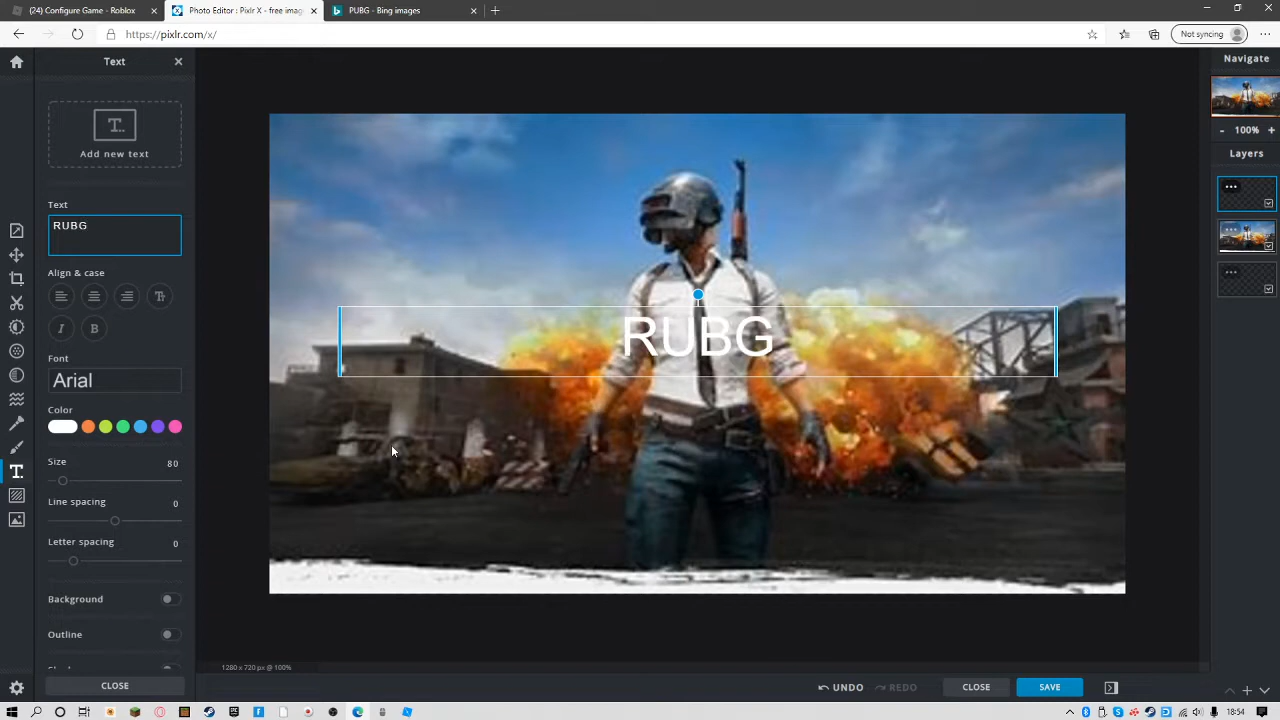 (24) Configure Game - Roblox
Photo Editor : Pixlr X - free imag
PUBG - Bing images
https://pixlr.com/x/
Not syncing
Text
Navigate
Add new text
100%
Layers
Text
RUBG
Align & case
RUBG
Font
Arial
Color
Size
80
Line spacing
0
Letter spacing
0
Background
Outline
1280 x 720 px @ 100%
CLOSE
UNDO
REDO
CLOSE
SAVE
18:54